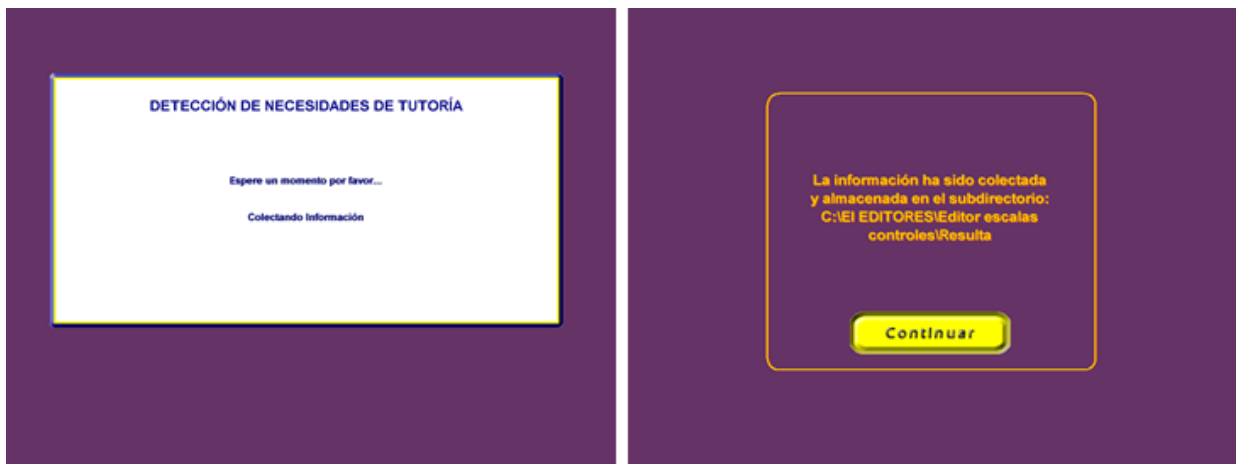 DETECCIÓN DE NECESIDADES DE TUTORÍA
Espere un momento por favor...
Colectando Información
La información ha sido colectada
y almacenada en el subdirectorio:
C:\EI EDITORES\Editor escalas
controles\Resulta
Continuar